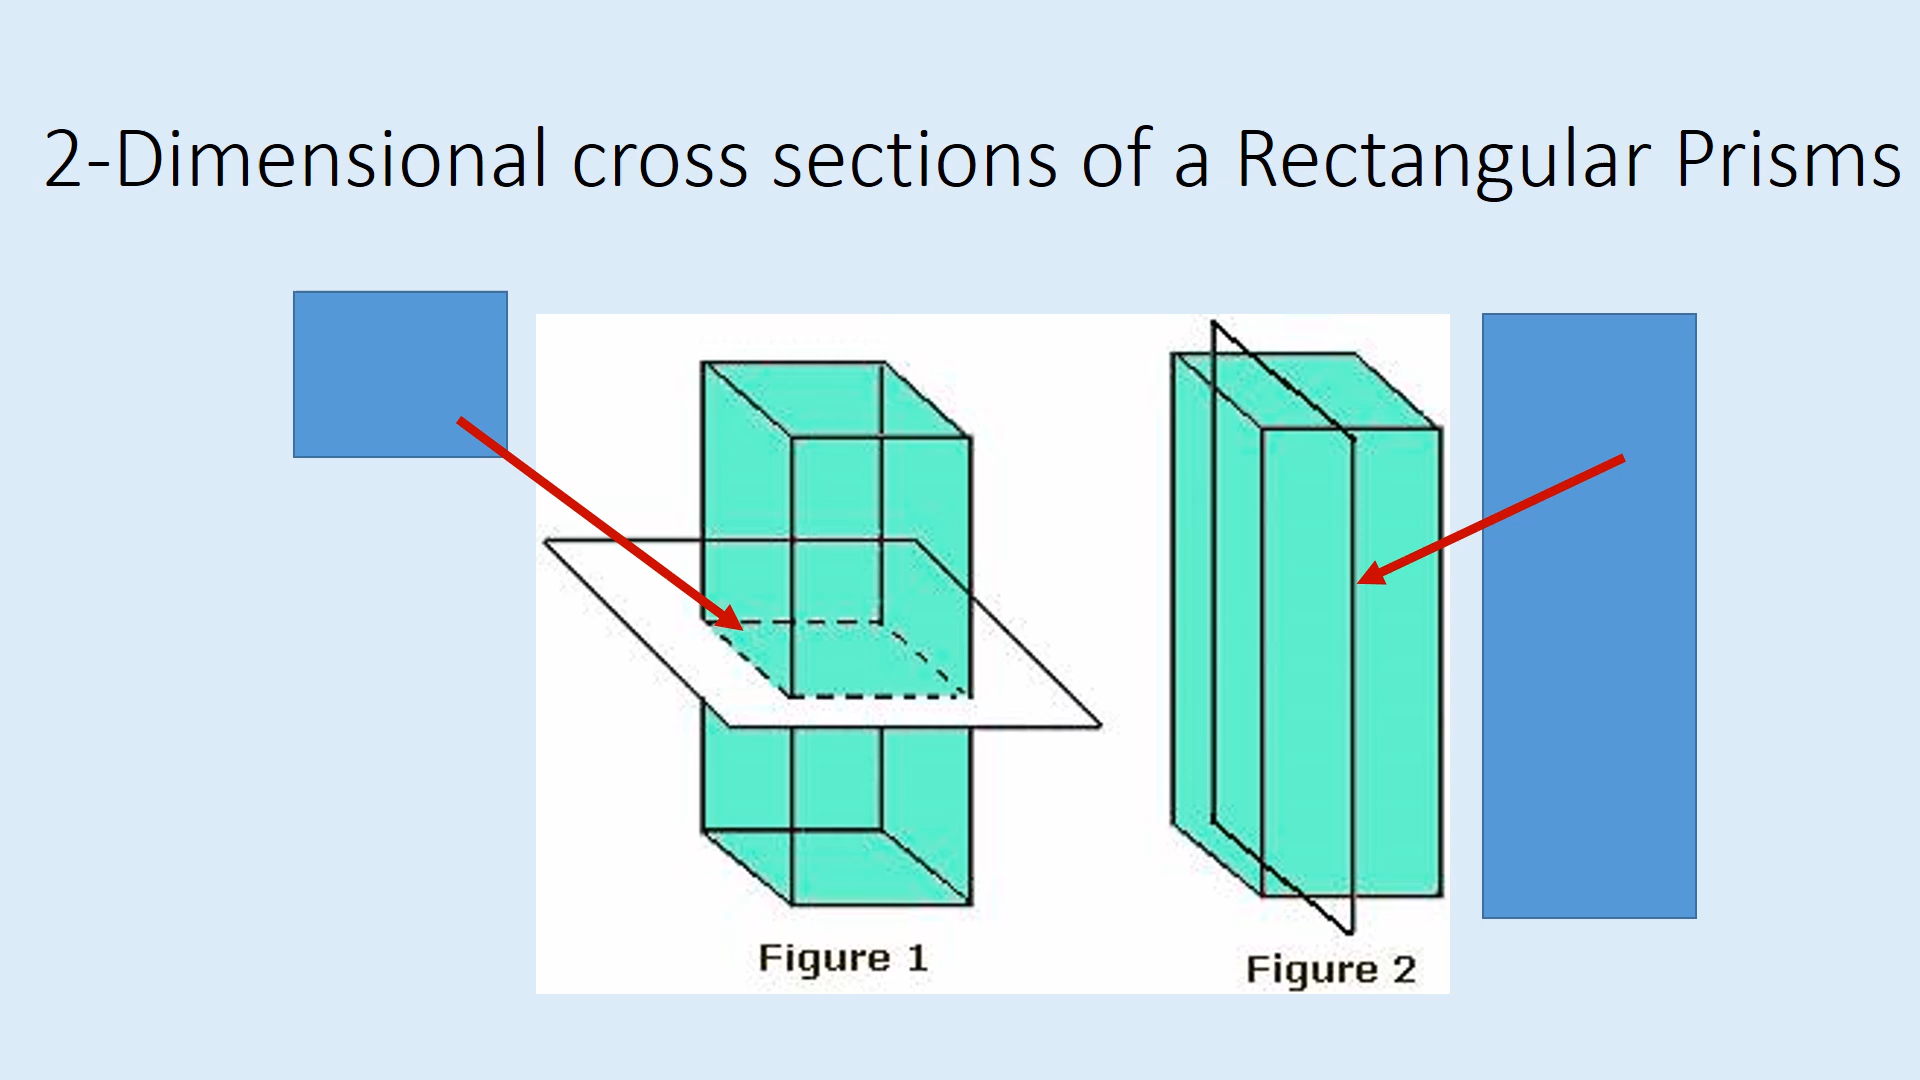 2-Dimensional cross sections of a Rectangular Prisms
Figure 1
Figure 2